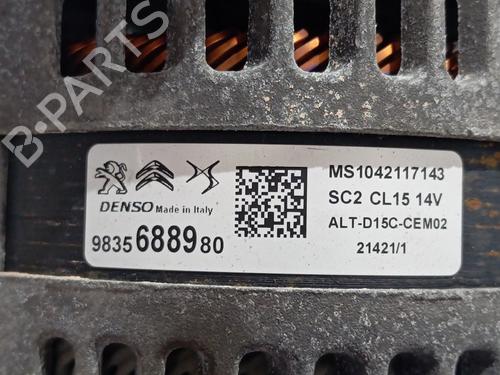 B-PARTS
DENSO Made in Italy
9835688980
MS1042117143
SC2 CL15 14V
ALT-D15C-CEM02
21421/1